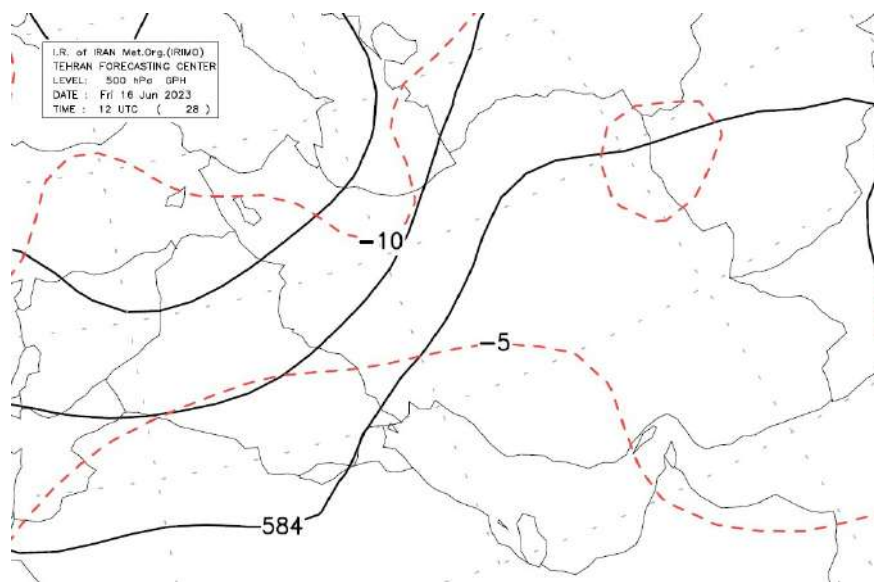 I.R. of IRAN Met.Org.(IRIMO)
TEHRAN FORECASTING CENTER
LEVEL: 500 hPa GPH
DATE : Fri 16 Jun 2023
TIME : 12 UTC ( 28 )
-10
-5
584